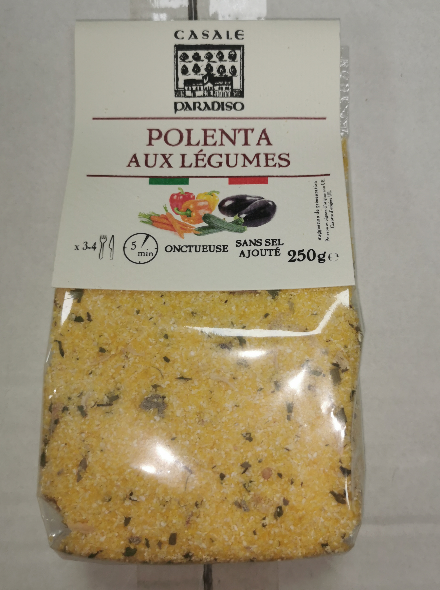 CASALE
PARADISO
POLENTA
AUX LÉGUMES
x 3-4
5
min
ONCTUEUSE
SANS SEL
AJOUTÉ
250g e